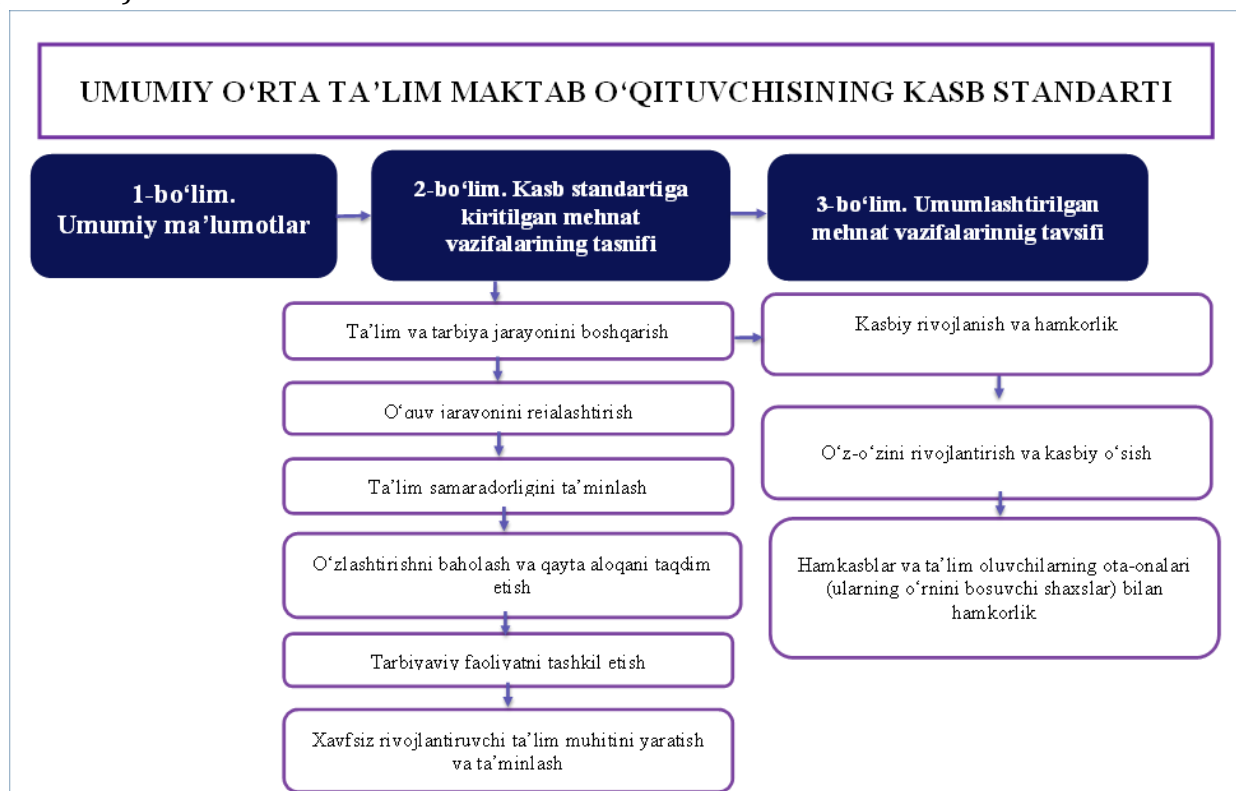 UMUMIY O‘RTA TA’LIM MAKTAB O‘QITUVCHISINING KASB STANDARTI
1-bo‘lim.
Umumiy ma’lumotlar
2-bo‘lim. Kasb standartiga
kiritilgan mehnat
vazifalarining tasnifi
3-bo‘lim. Umumlashtirilgan
mehnat vazifalarinnig tavsifi
Ta’lim va tarbiya jarayonini boshqarish
O‘quv jarayonini rejalashtirish
Ta’lim samaradorligini ta’minlash
O‘zlashtirishni baholash va qayta aloqani taqdim
etish
Tarbiyaviy faoliyatni tashkil etish
Xavfsiz rivojlantiruvchi ta’lim muhitini yaratish
va ta’minlash
Kasbiy rivojlanish va hamkorlik
O‘z-o‘zini rivojlantirish va kasbiy o‘sish
Hamkasblar va ta’lim oluvchilarning ota-onalari
(ularning o‘rnini bosuvchi shaxslar) bilan
hamkorlik